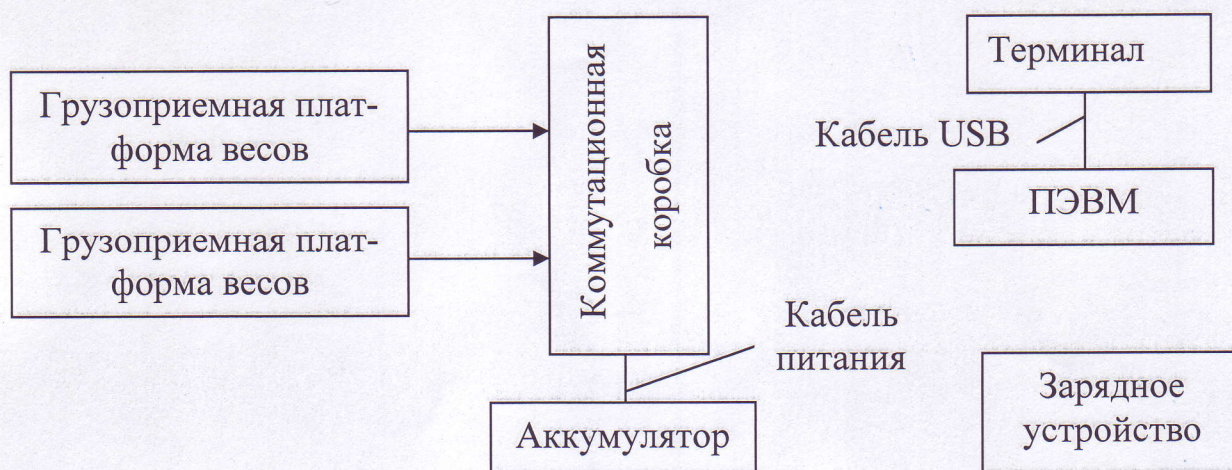 Грузоприемная плат-
форма весов
Грузоприемная плат-
форма весов
Коммутационная
коробка
Кабель
питания
Аккумулятор
Терминал
Кабель USB
ПЭВМ
Зарядное
устройство